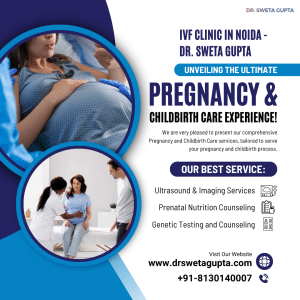 DR. SWETA GUPTA
IVF CLINIC IN NOIDA -
DR. SWETA GUPTA
UNVEILING THE ULTIMATE
PREGNANCY &
CHILDBIRTH CARE EXPERIENCE!
We are very pleased to present our comprehensive
Pregnancy and Childbirth Care services, tailored to serve
your pregnancy and childbirth process.
OUR BEST SERVICE:
Ultrasound & Imaging Services
Prenatal Nutrition Counseling
Genetic Testing and Counseling
Visit Our Website
www.drswetagupta.com
+91-8130140007